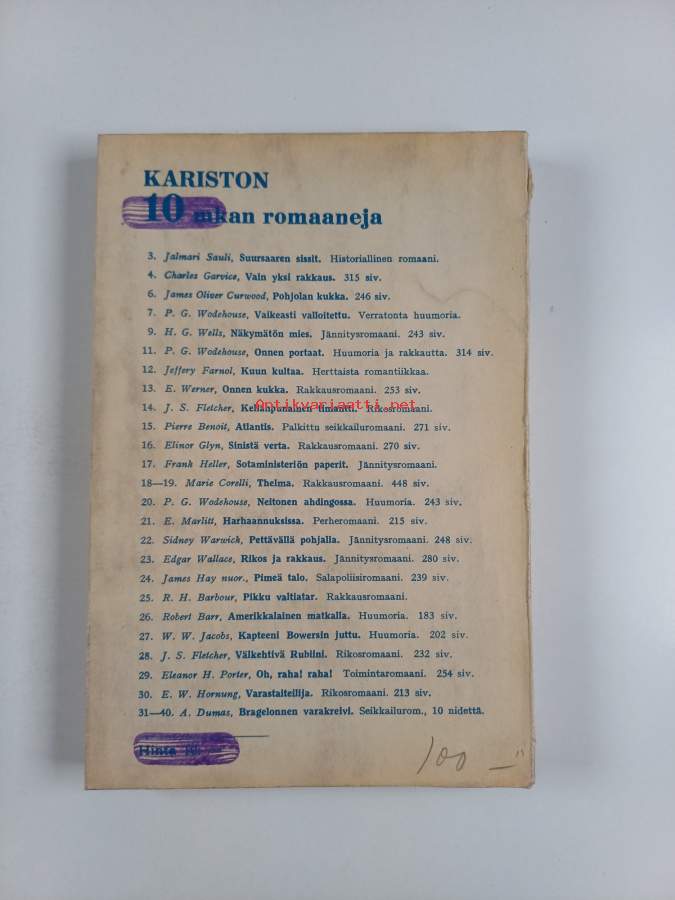 KARISTON
10 mkan romaaneja
3. Jalmari Sauli, Suursaaren sissit. Historiallinen romaani.
4. Charles Garvice, Vain yksi rakkaus. 315 siv.
6. James Oliver Curwood, Pohjolan kukka. 246 siv.
7. P. G. Wodehouse, Vaikeasti valloitettu. Verratonta huumoria.
9. H. G. Wells, Näkymätön mies. Jännitysromaani. 243 siv.
11. P. G. Wodehouse, Onnen portaat. Huumoria ja rakkautta. 314 siv.
12. Jeffery Farnol, Kuun kultaa. Herttaista romantiikkaa.
13. E. Werner, Onnen kukka. Rakkausromaani. 253 siv.
Antikvariaatti.net
14. J. S. Fletcher, Kellanpunainen timantti. Rikosromaani.
15. Pierre Benoit, Atlantis. Palkittu seikkailuromaani. 271 siv.
16. Elinor Glyn, Sinistä verta. Rakkausromaani. 270 siv.
17. Frank Heller, Sotaministeriön paperit. Jännitysromaani.
18—19. Marie Corelli, Thelma. Rakkausromaani. 448 siv.
20. P. G. Wodehouse, Neitonen ahdingossa. Huumoria. 243 siv.
21. E. Marlitt, Harhaannuksissa. Perheromaani. 215 siv.
22. Sidney Warwich, Pettävällä pohjalla. Jännitysromaani. 248 siv.
23. Edgar Wallace, Rikos ja rakkaus. Jännitysromaani. 280 siv.
24. James Hay nuor., Pimeä talo. Salapoliisiromaani. 239 siv.
25. R. H. Barbour, Pikku valtiatar. Rakkausromaani.
26. Robert Barr, Amerikkalainen matkalla. Huumoria. 183 siv.
27. W. W. Jacobs, Kapteeni Bowersin juttu. Huumoria. 202 siv.
28. J. S. Fletcher, Välkehtivä Rubiini. Rikosromaani. 232 siv.
29. Eleanor H. Porter, Oh, raha! raha! Toimintaromaani. 254 siv.
30. E. W. Hornung, Varastaiteilija. Rikosromaani. 213 siv.
31—40. A. Dumas, Bragelonnen varakreivi. Seikkailurom., 10 nidettä.
Hinta 10:
100 —